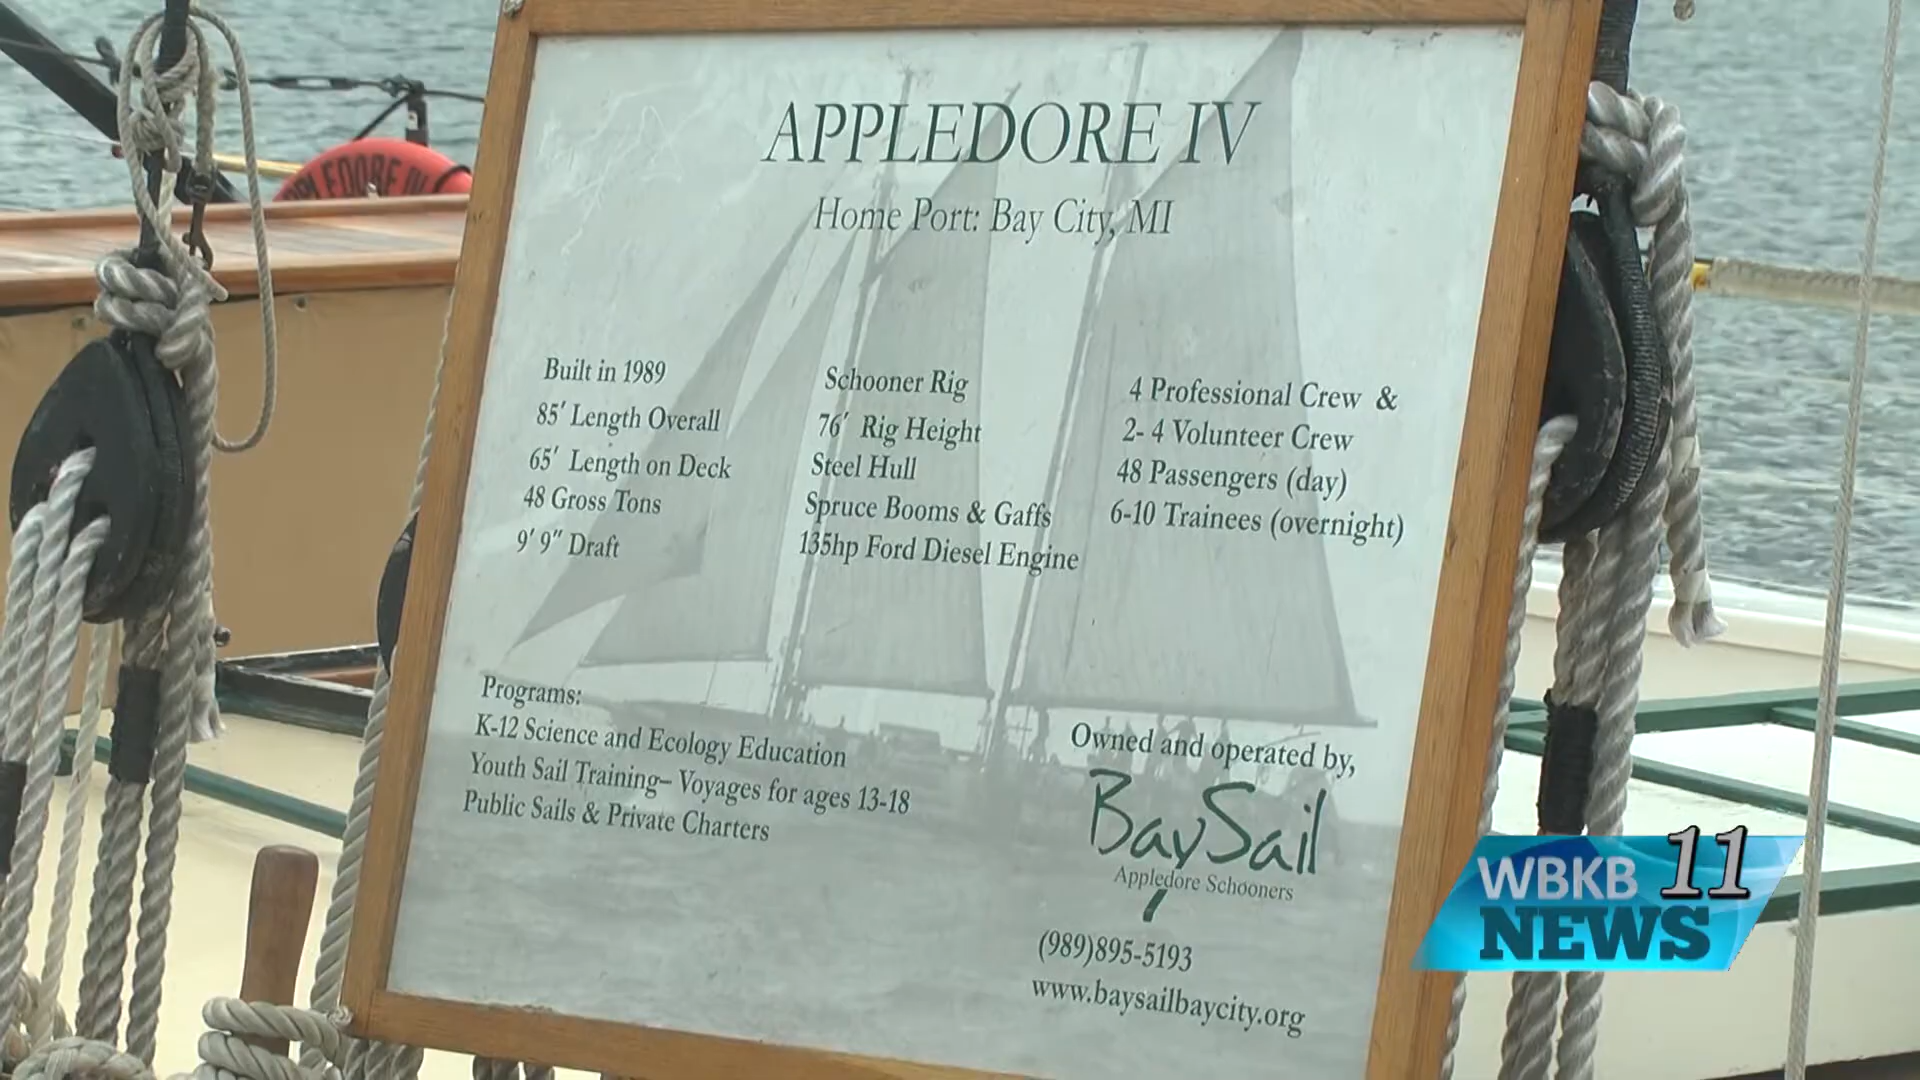 APPLEDORE IV
APPLEDORE IV
Home Port: Bay City, MI
Built in 1989
85' Length Overall
65' Length on Deck
48 Gross Tons
9' 9" Draft
Schooner Rig
76' Rig Height
Steel Hull
Spruce Booms & Gaffs
135hp Ford Diesel Engine
4 Professional Crew &
2- 4 Volunteer Crew
48 Passengers (day)
6-10 Trainees (overnight)
Programs:
K-12 Science and Ecology Education
Youth Sail Training– Voyages for ages 13-18
Public Sails & Private Charters
Owned and operated by,
BaySail
Appledore Schooners
(989)895-5193
www.baysailbaycity.org
WBKB 11
NEWS